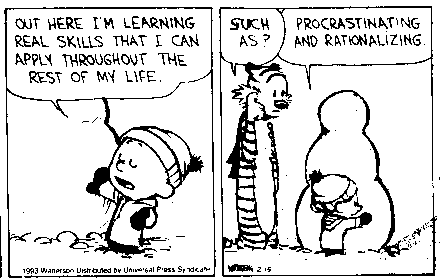 OUT HERE I'M LEARNING
REAL SKILLS THAT I CAN
APPLY THROUGHOUT THE
REST OF MY LIFE.
SUCH
AS?
PROCRASTINATING
AND RATIONALIZING.
1993 Watterson Distributed by Universal Press Syndicate
WATTERSON 2-15